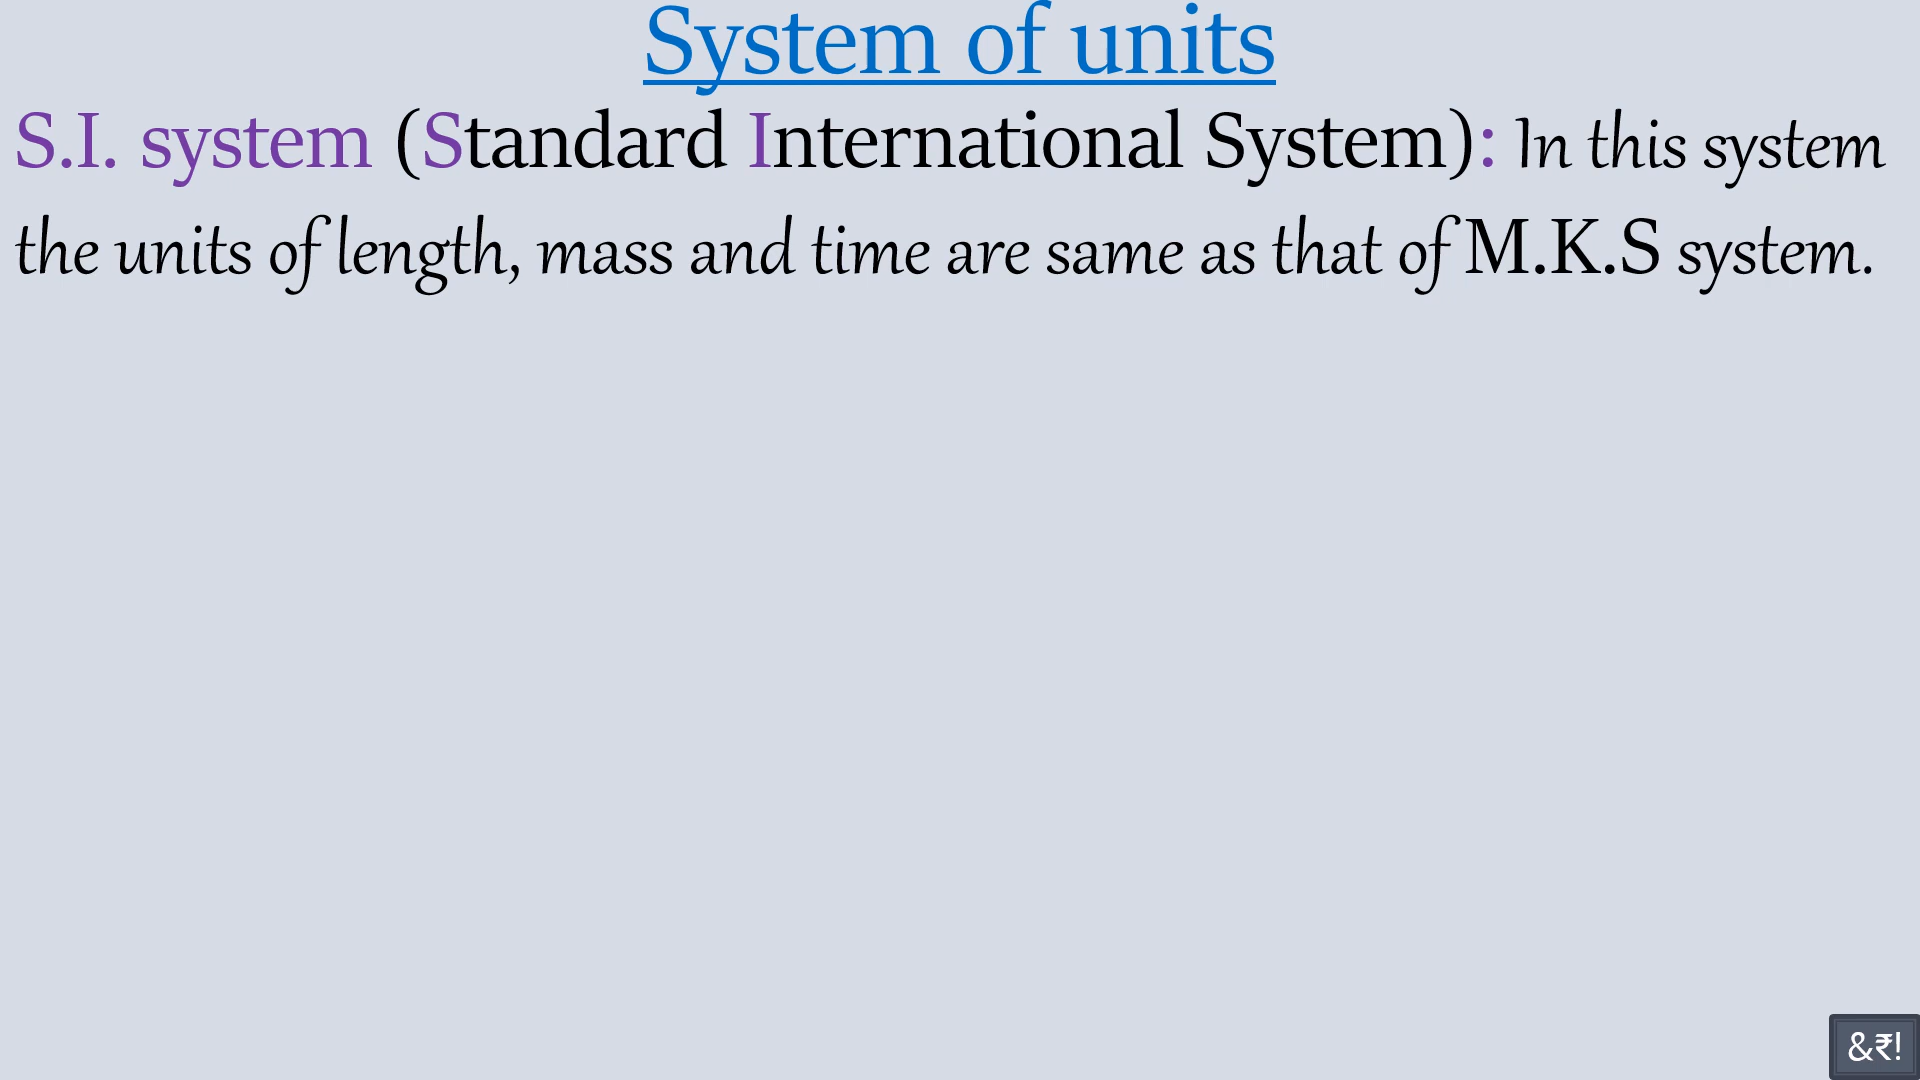 System of units
S.I. system (Standard International System): In this system
the units of length, mass and time are same as that of M.K.S system.
&₹!